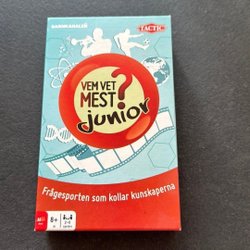 BARNKANALEN
TACTIC
VEM VET
MEST?
junior
Frågesporten som kollar kunskaperna
8+